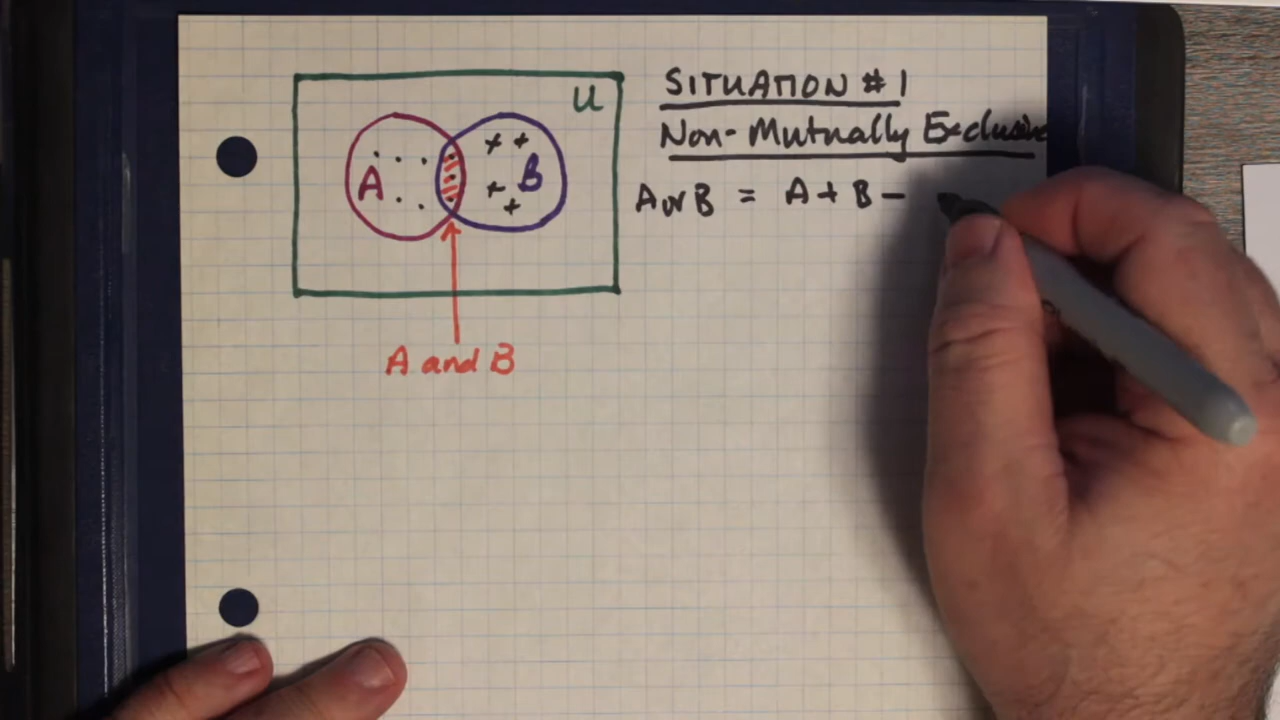 U
SITUATION #1
Non-Mutually Exclusive
A B
A or B = A + B -
A and B